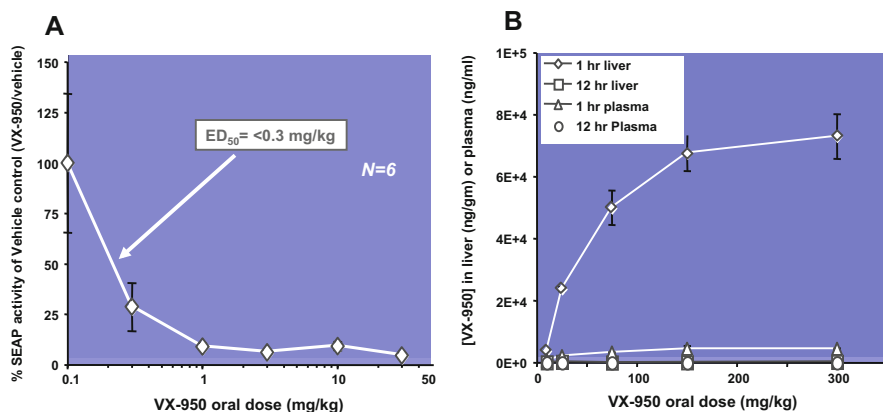 A
% SEAP activity of Vehicle control (VX-950/vehicle)
150
125
100
75
50
25
0
ED50= <0.3 mg/kg
N=6
0.1
1
10
50
VX-950 oral dose (mg/kg)
B
[VX-950] in liver (ng/gm) or plasma (ng/ml)
1E+5
8E+4
6E+4
4E+4
2E+4
0E+0
1 hr liver
12 hr liver
1 hr plasma
12 hr Plasma
0
100
200
300
VX-950 oral dose (mg/kg)